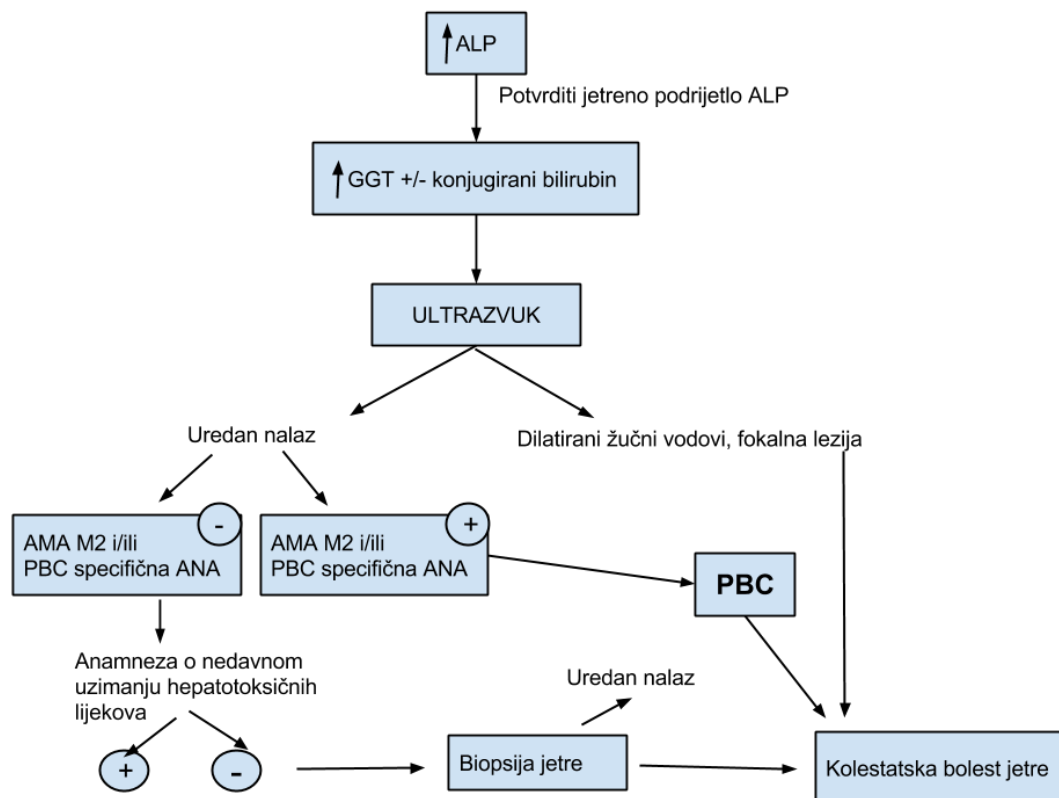 ALP
Potvrditi jetreno podrijetlo ALP
GGT +/- konjugirani bilirubin
ULTRAZVUK
Uredan nalaz
Dilatirani žučni vodovi, fokalna lezija
-
AMA M2 i/ili
PBC specifična ANA
+
AMA M2 i/ili
PBC specifična ANA
PBC
Anamneza o nedavnom
uzimanju hepatotoksičnih
lijekova
Uredan nalaz
+
-
Biopsija jetre
Kolestatska bolest jetre